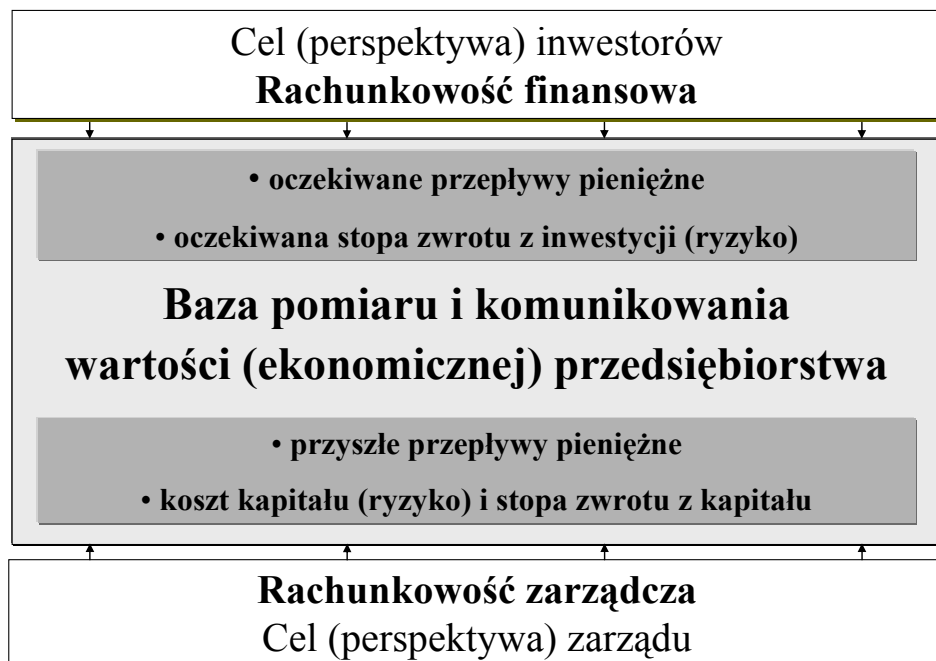 Cel (perspektywa) inwestorów
Rachunkowość finansowa
• oczekiwane przepływy pieniężne
• oczekiwana stopa zwrotu z inwestycji (ryzyko)
Baza pomiaru i komunikowania
wartości (ekonomicznej) przedsiębiorstwa
• przyszłe przepływy pieniężne
• koszt kapitału (ryzyko) i stopa zwrotu z kapitału
Rachunkowość zarządcza
Cel (perspektywa) zarządu